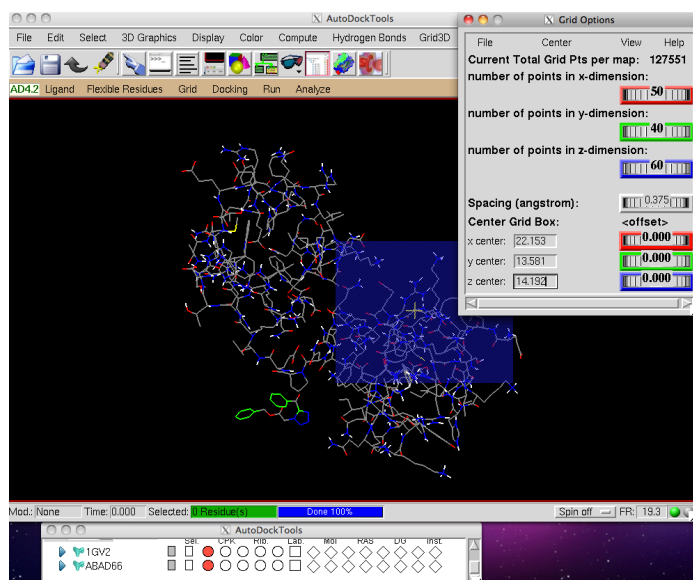 AutoDockTools
File Edit Select 3D Graphics Display Color Compute Hydrogen Bonds Grid3D
AD4.2 Ligand Flexible Residues Grid Docking Run Analyze
Grid Options
File Center View Help
Current Total Grid Pts per map: 127551
number of points in x-dimension:
50
number of points in y-dimension:
40
number of points in z-dimension:
60
Spacing (angstrom): 0.375
Center Grid Box: <offset>
x center: 22.153 0.000
y center: 13.581 0.000
z center: 14.192 0.000
Mod.: None Time: 0.000 Selected: 0 Residue(s) Done 100% Spin off FR: 19.3
AutoDockTools
Sel. CPK Rib. Lab. Mol RAS DG Inst.
1GV2
ABAD66